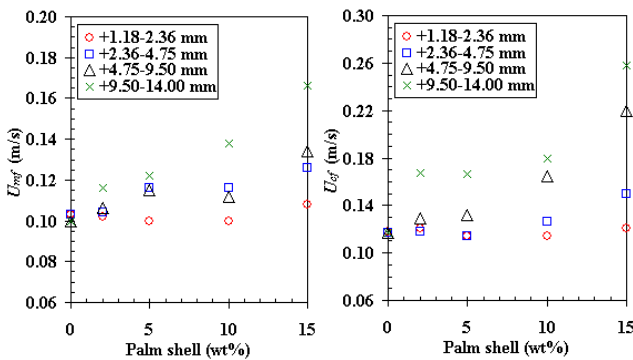 0.20
0.18
0.16
0.14
0.12
0.10
0.08
0.06
U_mf (m/s)
+1.18-2.36 mm
+2.36-4.75 mm
+4.75-9.50 mm
+9.50-14.00 mm
0 5 10 15
Palm shell (wt%)
0.30
0.26
0.22
0.18
0.14
0.10
0.06
U_cf (m/s)
+1.18-2.36 mm
+2.36-4.75 mm
+4.75-9.50 mm
+9.50-14.00 mm
0 5 10 15
Palm shell (wt%)